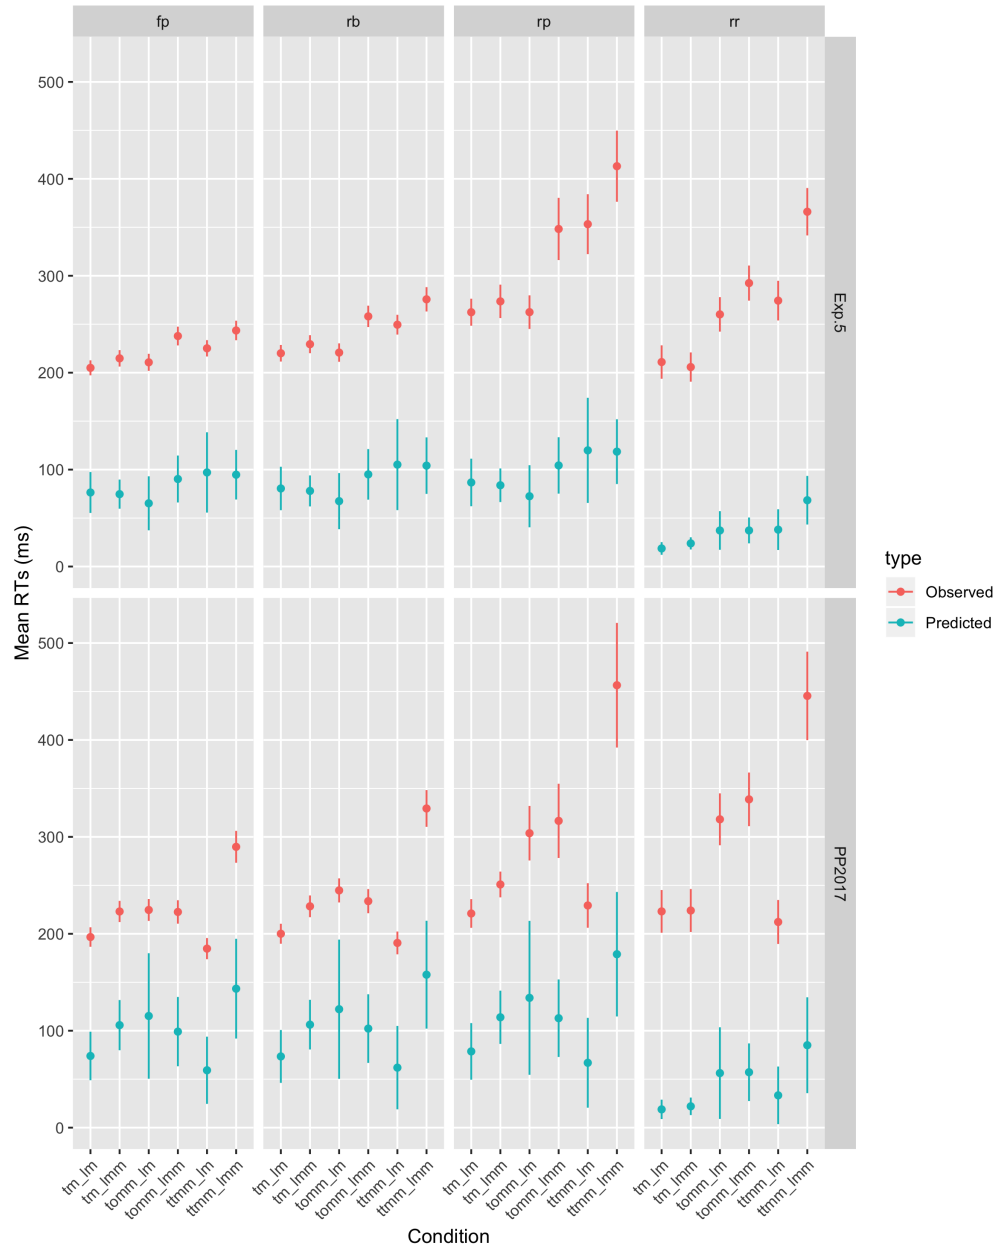 fp rb rp rr
500
400
300
200
100
0
Exp.5
500
400
300
200
100
0
PP2017
Mean RTs (ms)
tm_lm tm_lmm tomm_lm tomm_lmm ttmm_lm ttmm_lmm tm_lm tm_lmm tomm_lm tomm_lmm ttmm_lm ttmm_lmm tm_lm tm_lmm tomm_lm tomm_lmm ttmm_lm ttmm_lmm tm_lm tm_lmm tomm_lm tomm_lmm ttmm_lm ttmm_lmm
Condition
type
Observed
Predicted